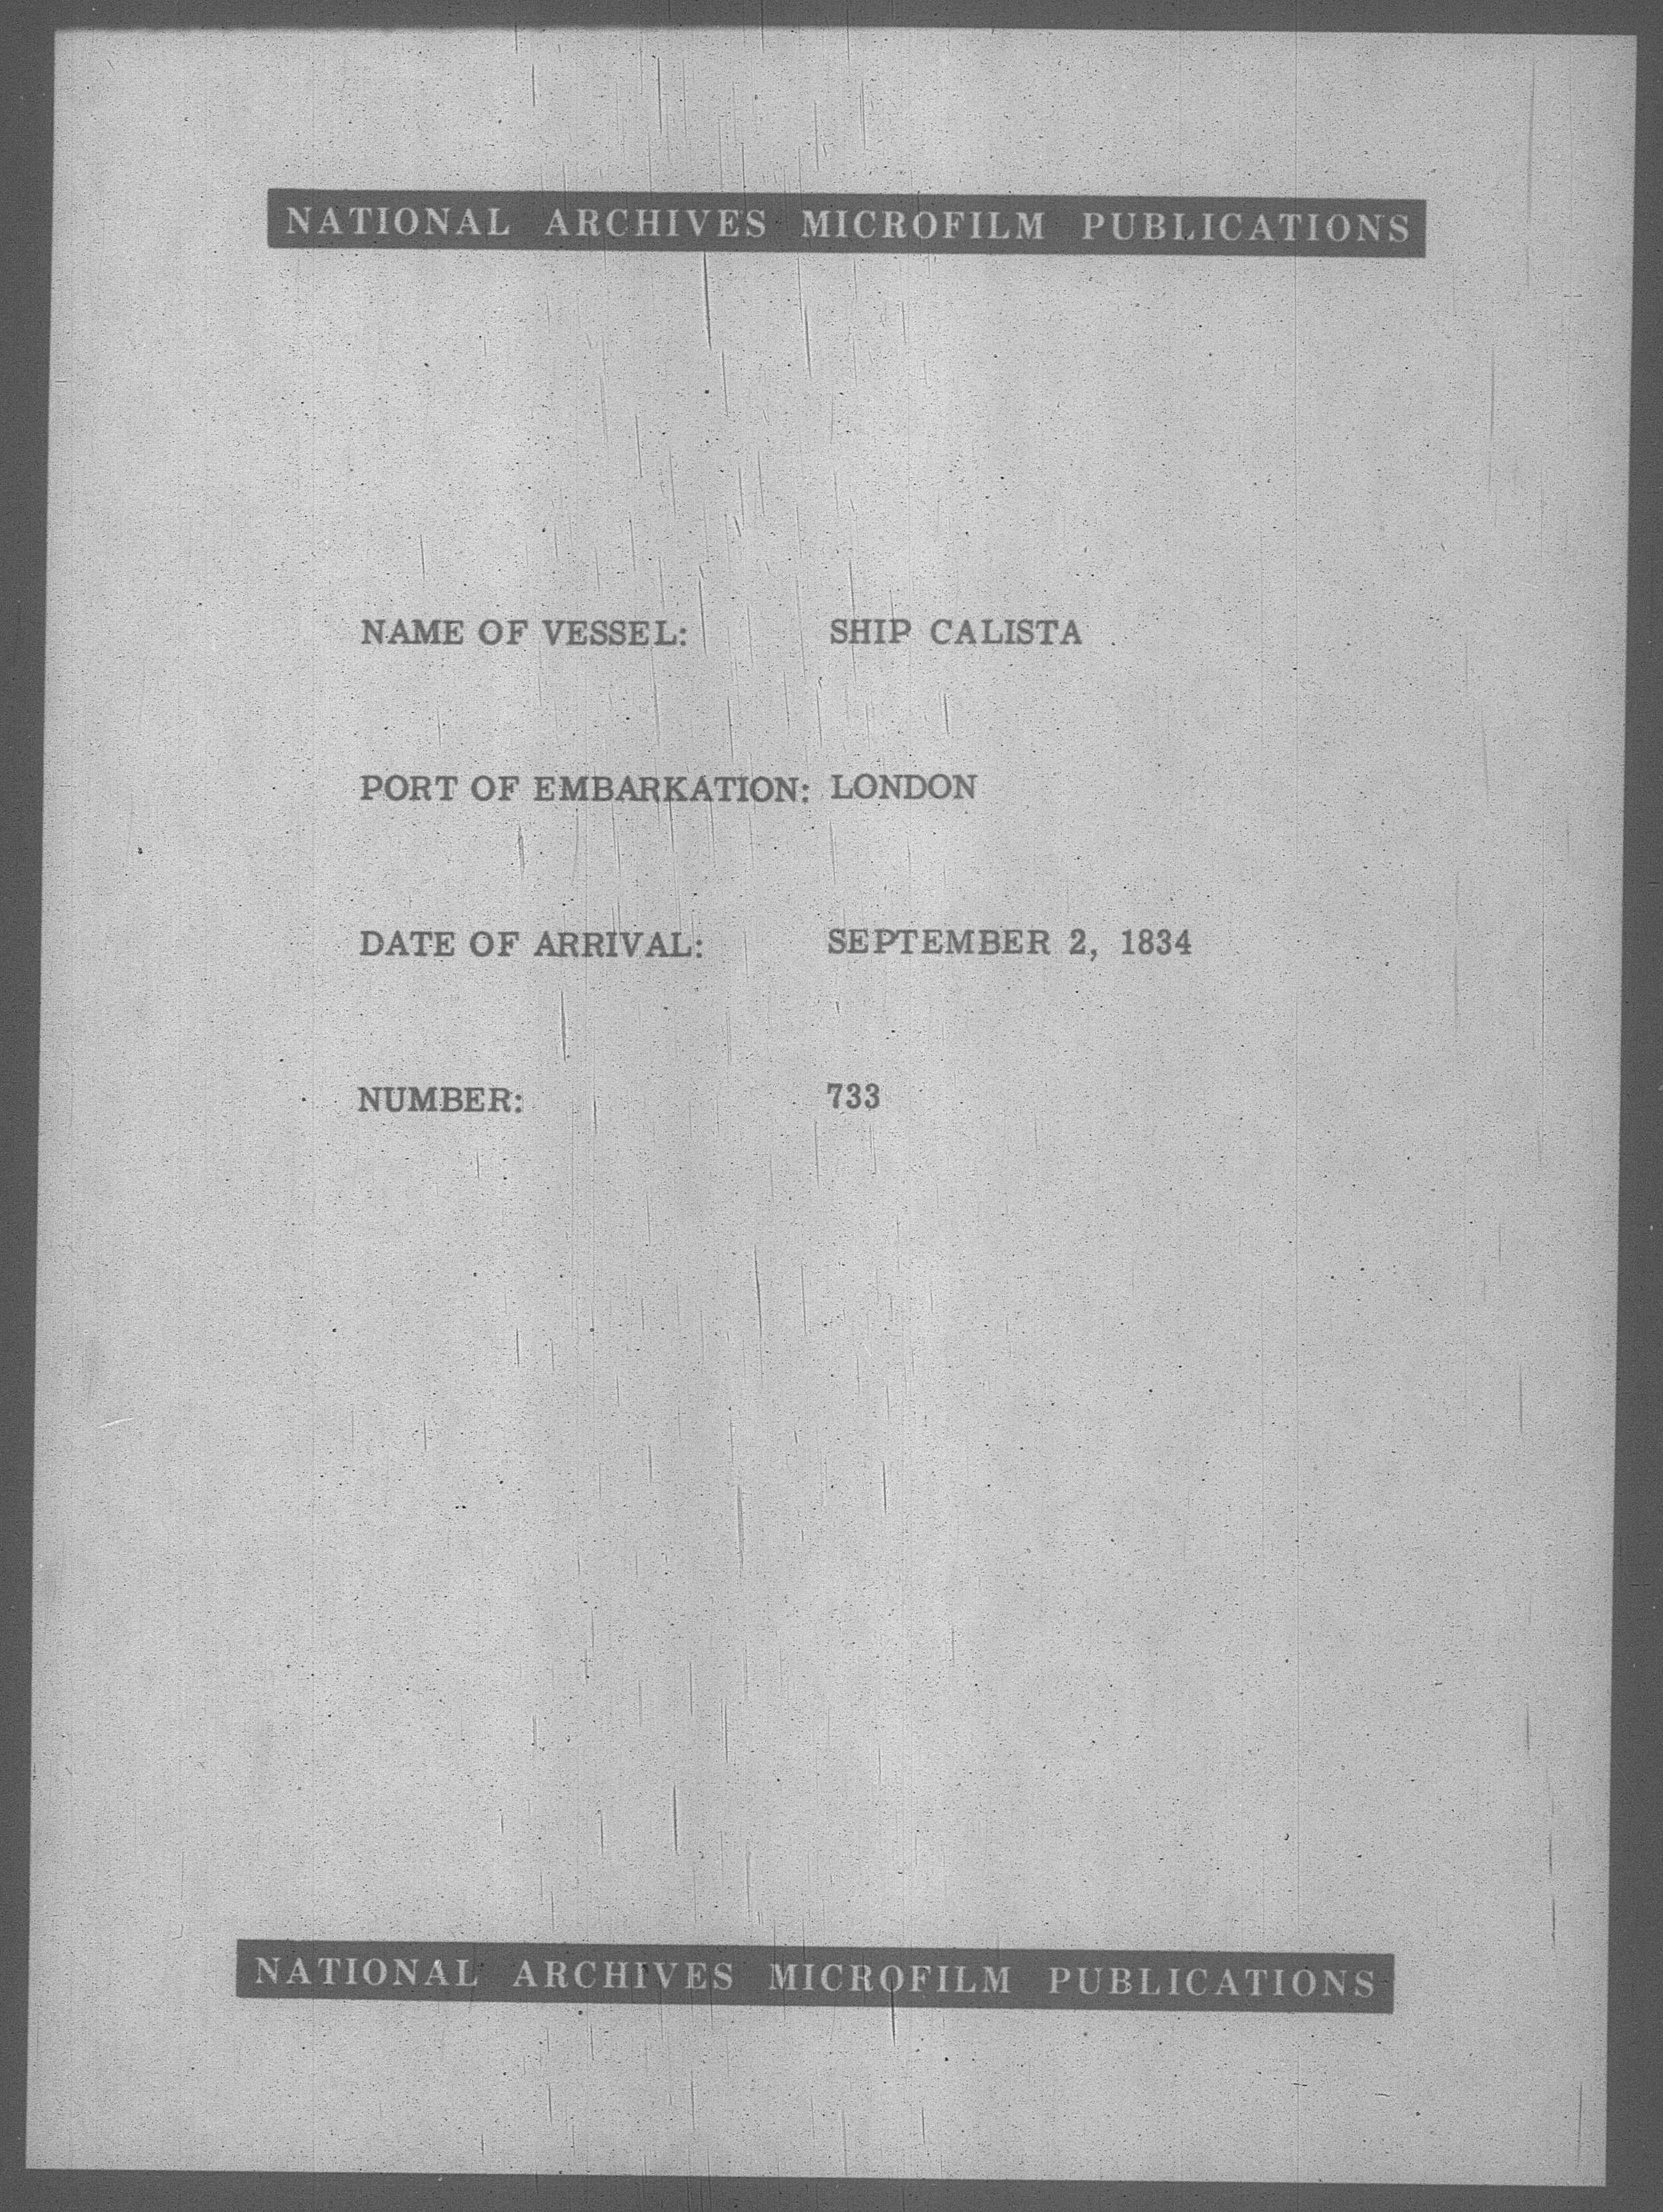 NATIONAL ARCHIVES MICROFILM PUBLICATIONS
NAME OF VESSEL: SHIP CALISTA
PORT OF EMBARKATION: LONDON
DATE OF ARRIVAL: SEPTEMBER 2, 1834
NUMBER: 733
NATIONAL ARCHIVES MICROFILM PUBLICATIONS